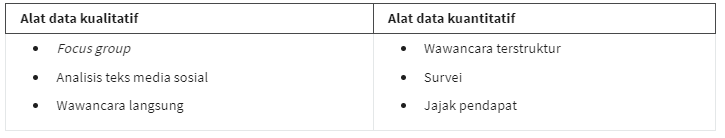 Alat data kualitatif
Alat data kuantitatif
• Focus group
• Analisis teks media sosial
• Wawancara langsung
• Wawancara terstruktur
• Survei
• Jajak pendapat